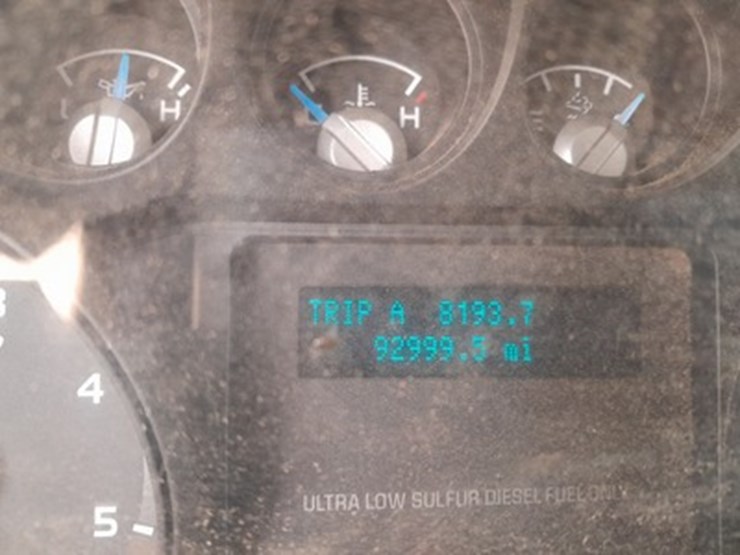 H
H
TRIP A 8193.7
92999.5 mi
4
5
ULTRA LOW SULFUR DIESEL FUEL ONLY